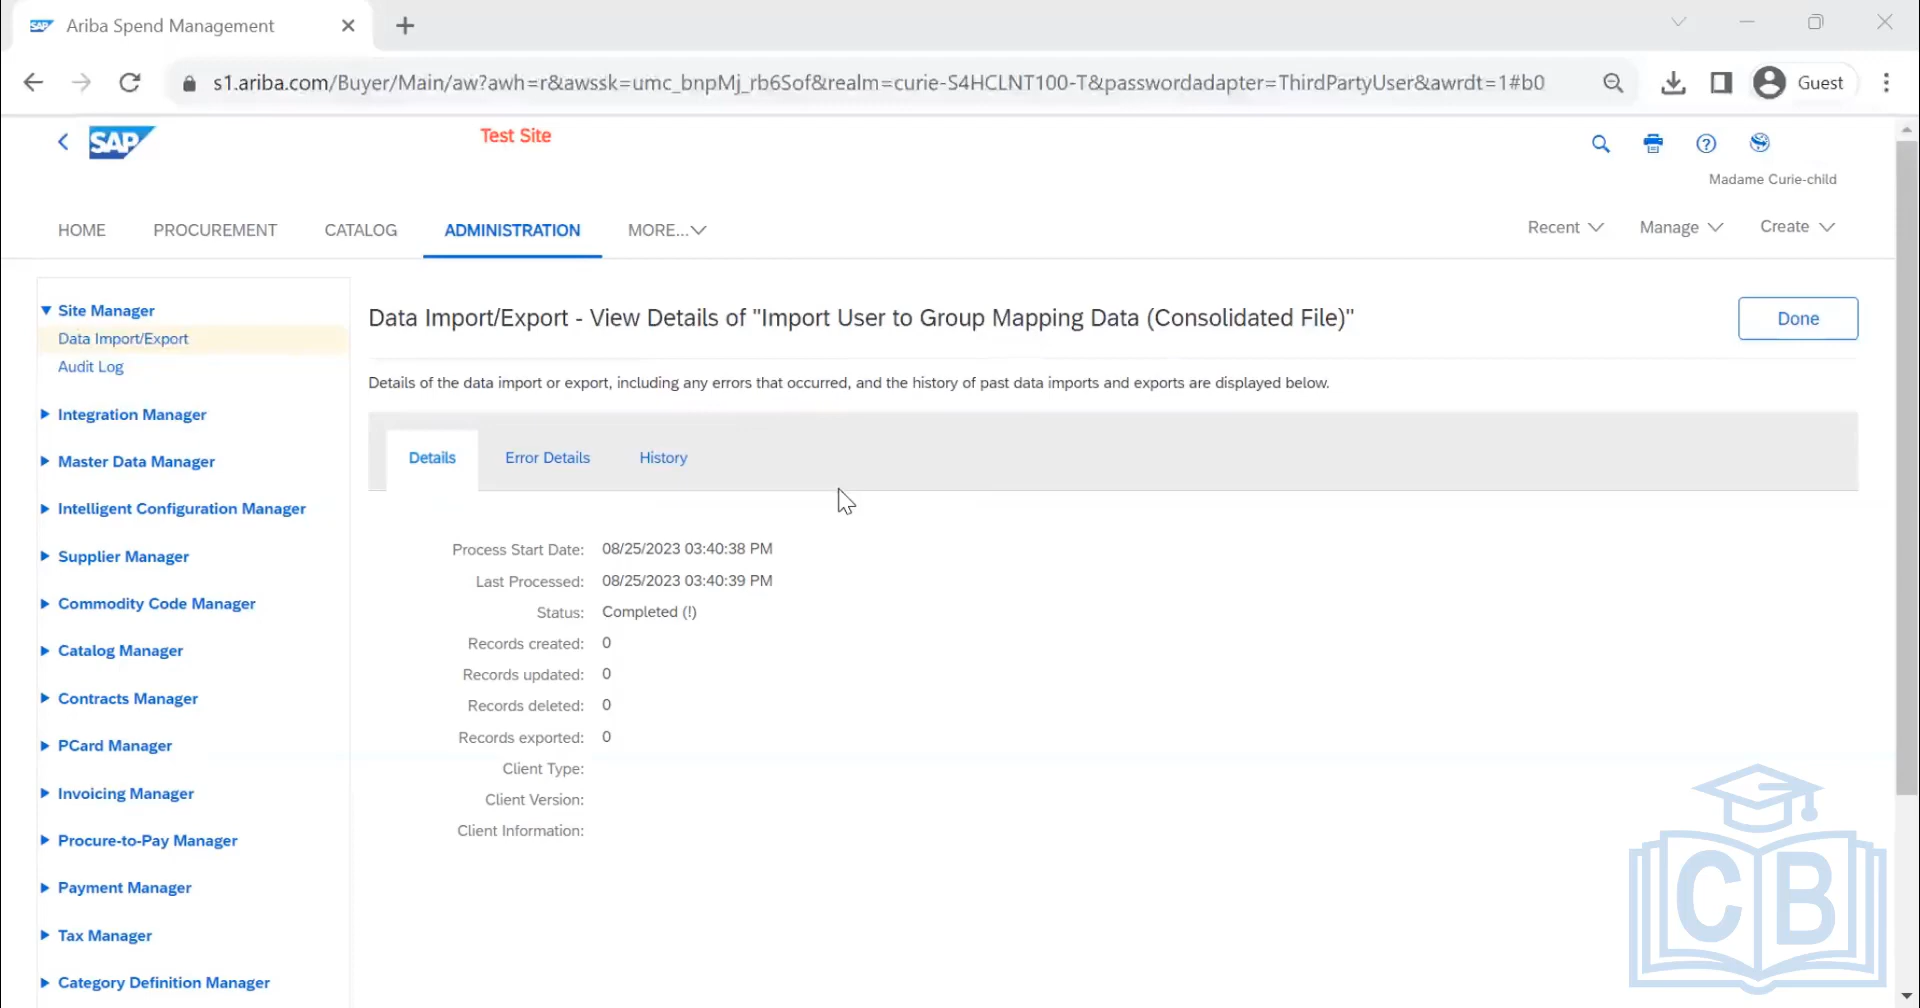 Ariba Spend Management
s1.ariba.com/Buyer/Main/aw?awh=r&awssk=umc_bnpMj_rb6Sof&realm=curie-S4HCLNT100-T&passwordadapter=ThirdPartyUser&awrdt=1#b0
Guest
SAP
Test Site
Madame Curie-child
HOME PROCUREMENT CATALOG ADMINISTRATION MORE...
Recent Manage Create
Site Manager
Data Import/Export
Audit Log
Integration Manager
Master Data Manager
Intelligent Configuration Manager
Supplier Manager
Commodity Code Manager
Catalog Manager
Contracts Manager
PCard Manager
Invoicing Manager
Procure-to-Pay Manager
Payment Manager
Tax Manager
Category Definition Manager
Data Import/Export - View Details of "Import User to Group Mapping Data (Consolidated File)"
Done
Details of the data import or export, including any errors that occurred, and the history of past data imports and exports are displayed below.
Details Error Details History
Process Start Date: 08/25/2023 03:40:38 PM
Last Processed: 08/25/2023 03:40:39 PM
Status: Completed (!)
Records created: 0
Records updated: 0
Records deleted: 0
Records exported: 0
Client Type:
Client Version:
Client Information:
CB